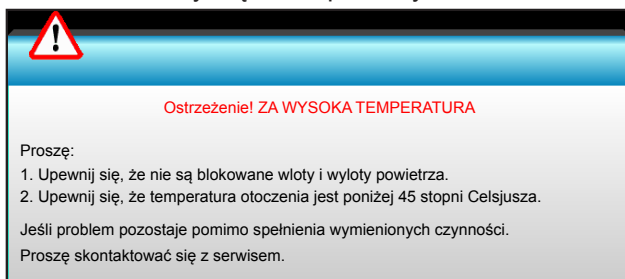 Ostrzeżenie! ZA WYSOKA TEMPERATURA
Proszę:
1. Upewnij się, że nie są blokowane wloty i wyloty powietrza.
2. Upewnij się, że temperatura otoczenia jest poniżej 45 stopni Celsjusza.
Jeśli problem pozostaje pomimo spełnienia wymienionych czynności.
Proszę skontaktować się z serwisem.